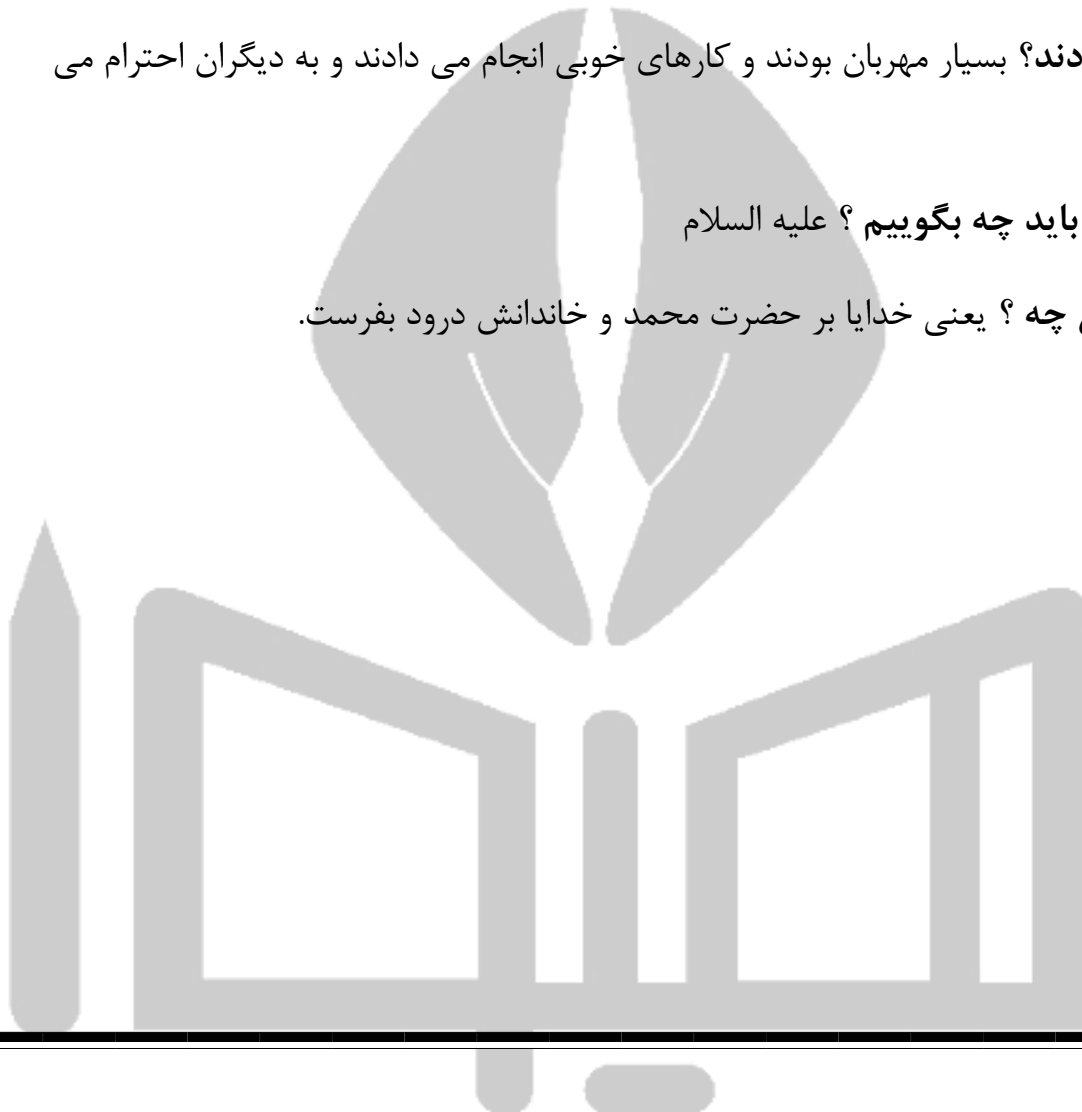 دند؟ بسیار مهربان بودند و کارهای خوبی انجام می دادند و به دیگران احترام می
باید چه بگوییم ؟ علیه السلام
چه ؟ یعنی خدایا بر حضرت محمد و خاندانش درود بفرست.